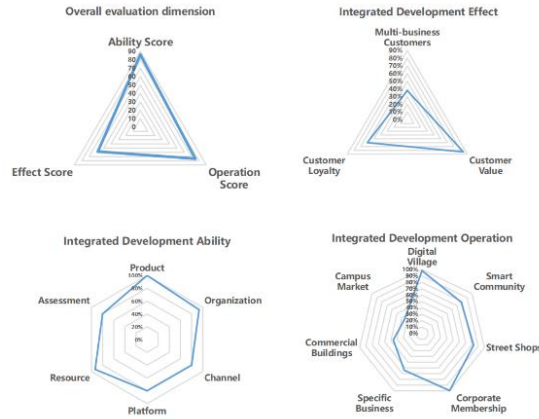 Overall evaluation dimension
Ability Score
90
80
70
60
50
40
30
20
10
0
Effect Score
Operation
Score
Integrated Development Effect
Multi-business
Customers
90%
80%
70%
60%
50%
40%
30%
20%
10%
0%
Customer
Loyalty
Customer
Value
Integrated Development Ability
Product
100%
80%
60%
40%
20%
0%
Assessment
Organization
Resource
Channel
Platform
Integrated Development Operation
Digital
Village
100%
90%
80%
70%
60%
50%
40%
30%
20%
10%
0%
Campus
Market
Smart
Community
Commercial
Buildings
Street Shops
Specific
Business
Corporate
Membership